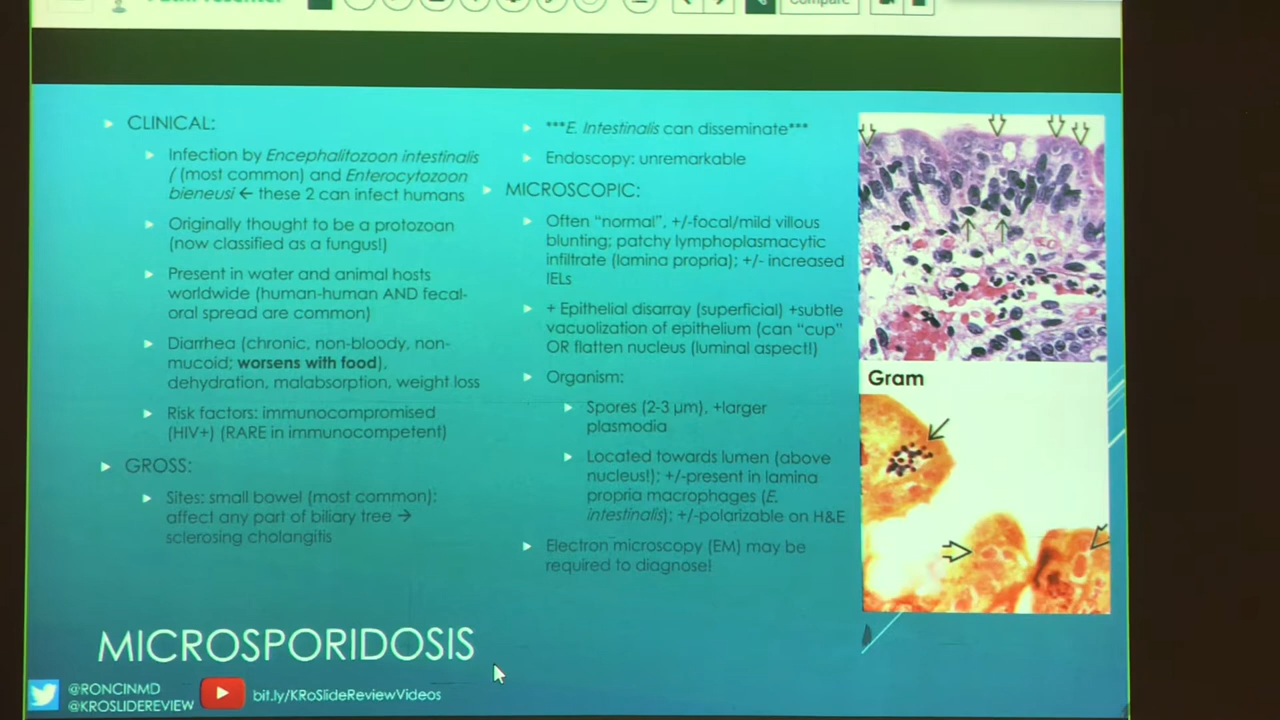 Compare
CLINICAL:
Infection by Encephalitozoon intestinalis
/ (most common) and Enterocytozoon
bieneusi ← these 2 can infect humans
Originally thought to be a protozoan
(now classified as a fungus!)
Present in water and animal hosts
worldwide (human-human AND fecal-
oral spread are common)
Diarrhea (chronic, non-bloody, non-
mucoid; worsens with food),
dehydration, malabsorption, weight loss
Risk factors: immunocompromised
(HIV+) (RARE in immunocompetent)
GROSS:
Sites: small bowel (most common);
affect any part of biliary tree →
sclerosing cholangitis
***E. Intestinalis can disseminate***
Endoscopy: unremarkable
MICROSCOPIC:
Often "normal", +/-focal/mild villous
blunting; patchy lymphoplasmacytic
infiltrate (lamina propria); +/- increased
IELs
+ Epithelial disarray (superficial) +subtle
vacuolization of epithelium (can "cup"
OR flatten nucleus (luminal aspect!)
Organism:
Spores (2-3 µm), +larger
plasmodia
Located towards lumen (above
nucleus!); +/-present in lamina
propria macrophages (E.
intestinalis); +/-polarizable on H&E
Electron microscopy (EM) may be
required to diagnose!
Gram
MICROSPORIDOSIS
@RONCINMD
@KROSLIDEREVIEW
bit.ly/KRoSlideReviewVideos